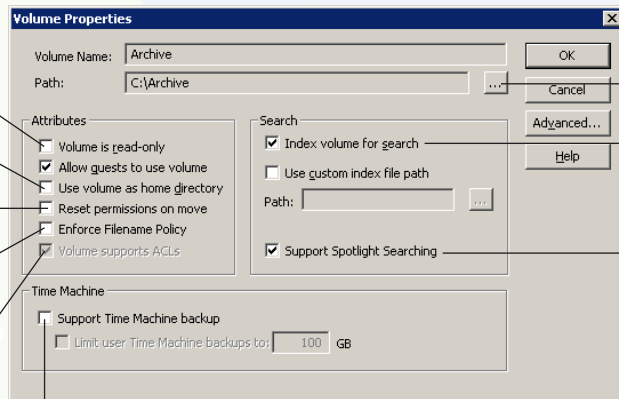 Volume Properties
Volume Name: Archive
OK
Path: C:\Archive ...
Cancel
Advanced...
Help
Attributes
Volume is read-only
Allow guests to use volume
Use volume as home directory
Reset permissions on move
Enforce Filename Policy
Volume supports ACLs
Search
Index volume for search
Use custom index file path
Path: ...
Support Spotlight Searching
Time Machine
Support Time Machine backup
Limit user Time Machine backups to: 100 GB